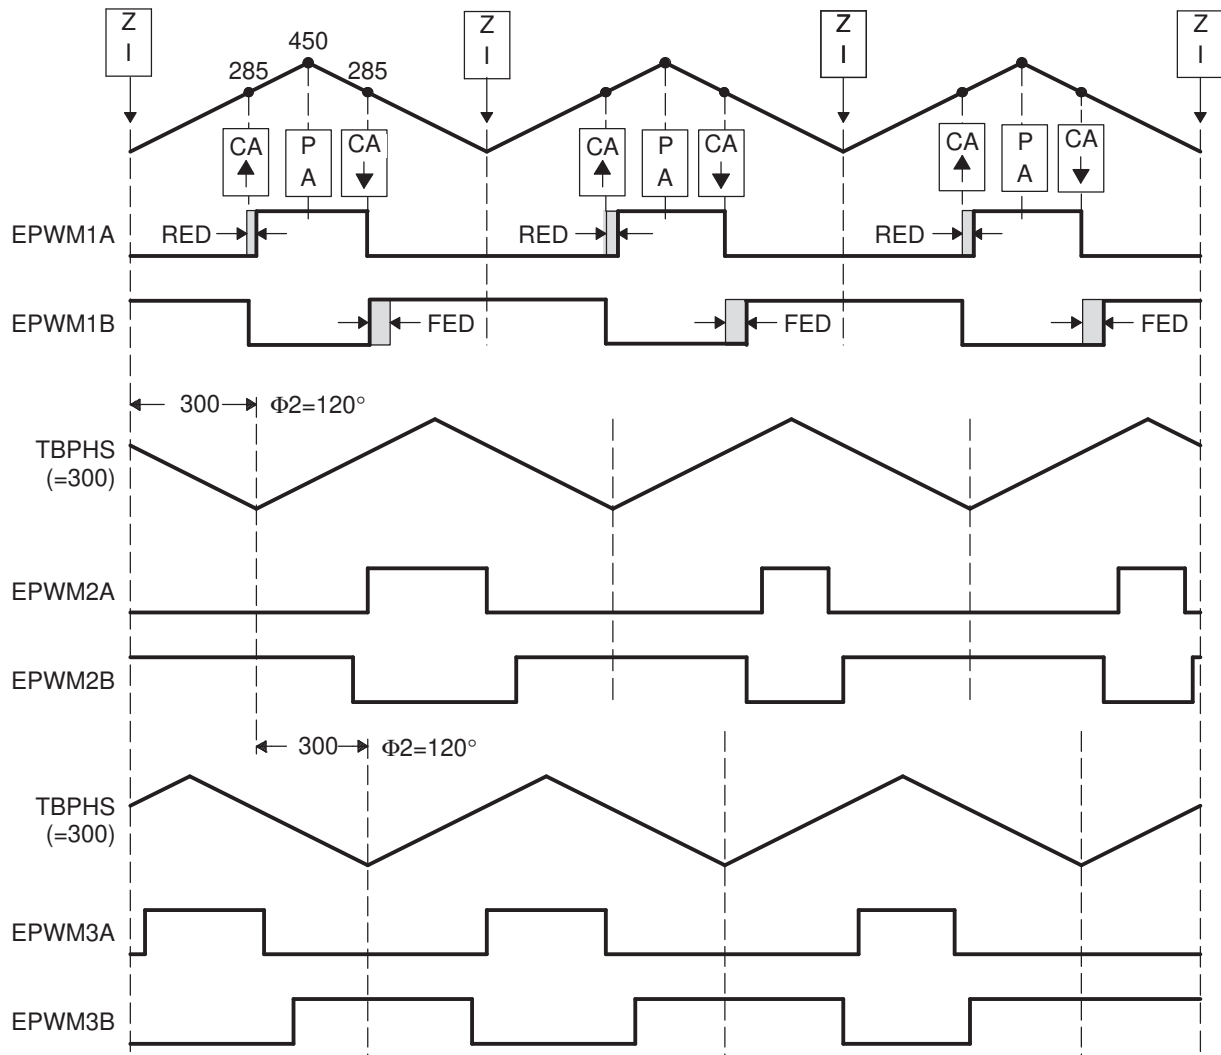 Z
I
Z
I
Z
I
Z
I
450
285
285
CA
P
A
CA
CA
P
A
CA
CA
P
A
CA
EPWM1A
RED
RED
RED
EPWM1B
FED
FED
FED
300
Φ2=120°
TBPHS
(=300)
EPWM2A
EPWM2B
300
Φ2=120°
TBPHS
(=300)
EPWM3A
EPWM3B